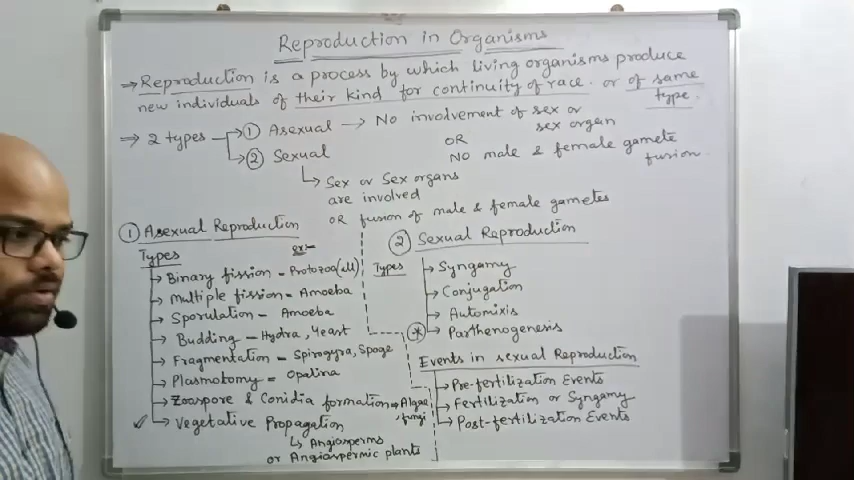 Reproduction in Organisms
⇒ Reproduction is a process by which living organisms produce
new individuals of their kind for continuity of race. or of same
type.
⇒ 2 types → ① Asexual → No involvement of sex or
sex organ
OR
NO male & female gamete
fusion.
→ ② Sexual
↳ Sex or Sex organs
are involved
OR fusion of male & female gametes
① Asexual Reproduction
Types ex:-
→ Binary fission - Protozoa(all)
→ Multiple fission - Amoeba
→ Sporulation - Amoeba
→ Budding - Hydra, Yeast
→ Fragmentation - Spirogyra, Spoge
→ Plasmotomy = Opalina
→ Zoospore & Conidia formation → Algae
, fungi
✓ → Vegetative Propagation
↳ Angiosperms
or Angiospermic plants
② Sexual Reproduction
Types → Syngamy
→ Conjugation
→ Automixis
* → Parthenogenesis
Events in sexual Reproduction
→ Pre-fertilization Events
→ Fertilization or Syngamy
→ Post-fertilization Events